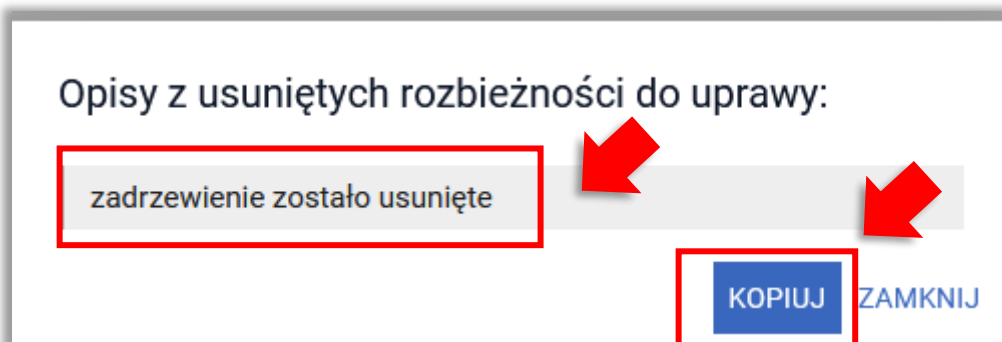 Opisy z usuniętych rozbieżności do uprawy:
zadrzewienie zostało usunięte
KOPIUJ ZAMKNIJ